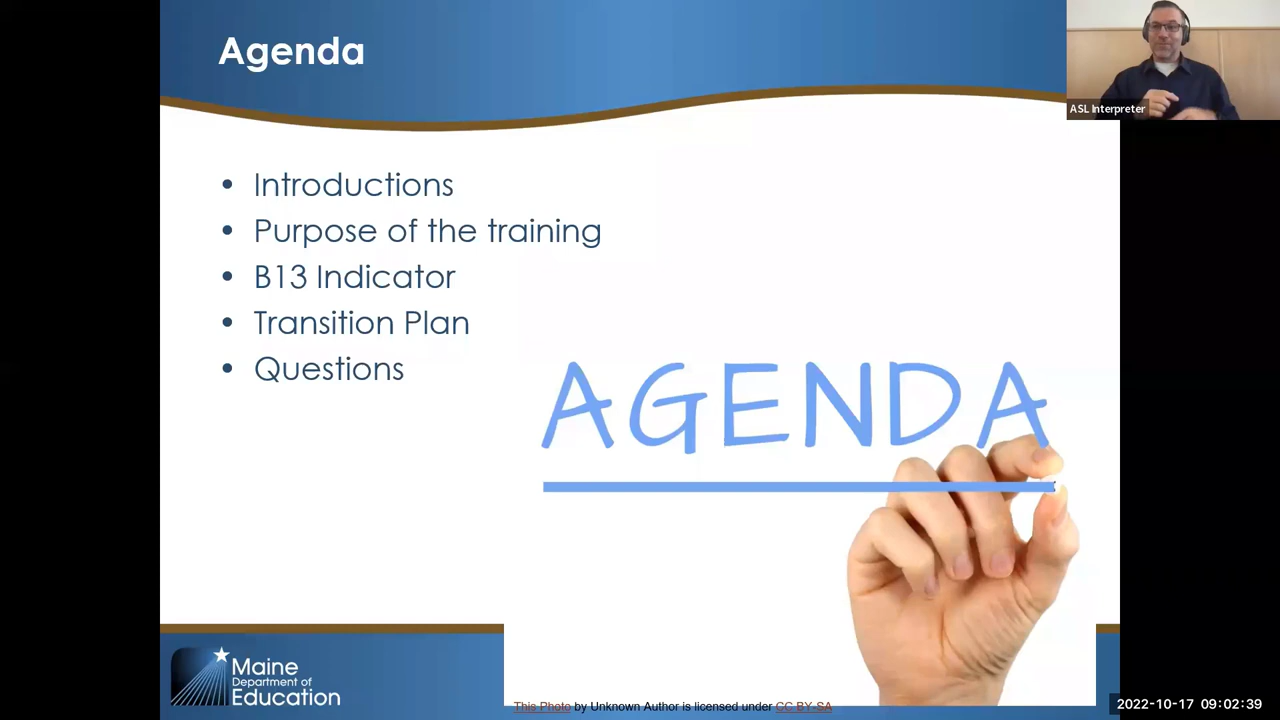 Agenda
ASL Interpreter
• Introductions
• Purpose of the training
• B13 Indicator
• Transition Plan
• Questions
AGENDA
Maine
Department of
Education
This Photo by Unknown Author is licensed under CC BY-SA
2022-10-17 09:02:39